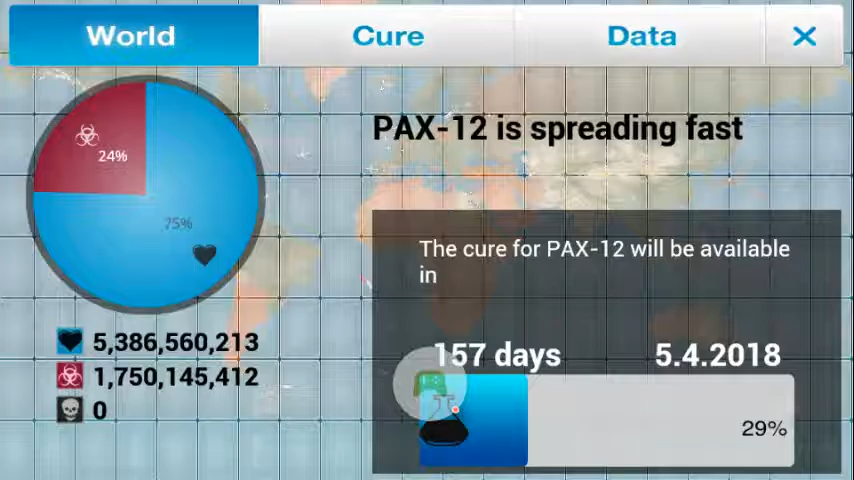 World
Cure
Data
24%
75%
5,386,560,213
1,750,145,412
0
PAX-12 is spreading fast
The cure for PAX-12 will be available
in
157 days
5.4.2018
29%